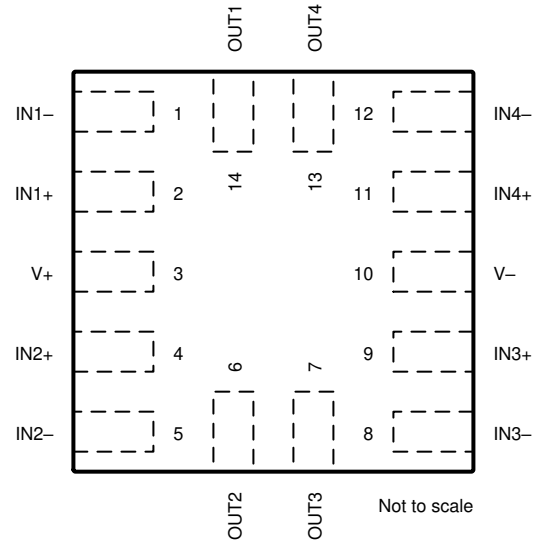 OUT1
OUT4
IN1–
1
12
IN4–
14
13
IN1+
2
11
IN4+
V+
3
10
V–
IN2+
4
6
7
9
IN3+
IN2–
5
8
IN3–
OUT2
OUT3
Not to scale